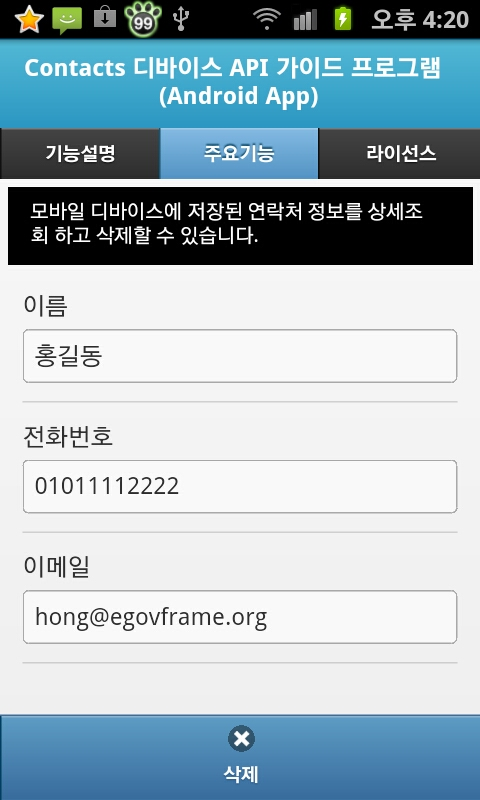 99
오후 4:20
Contacts 디바이스 API 가이드 프로그램
(Android App)
기능설명
주요기능
라이선스
모바일 디바이스에 저장된 연락처 정보를 상세조
회 하고 삭제할 수 있습니다.
이름
홍길동
전화번호
01011112222
이메일
hong@egovframe.org
삭제